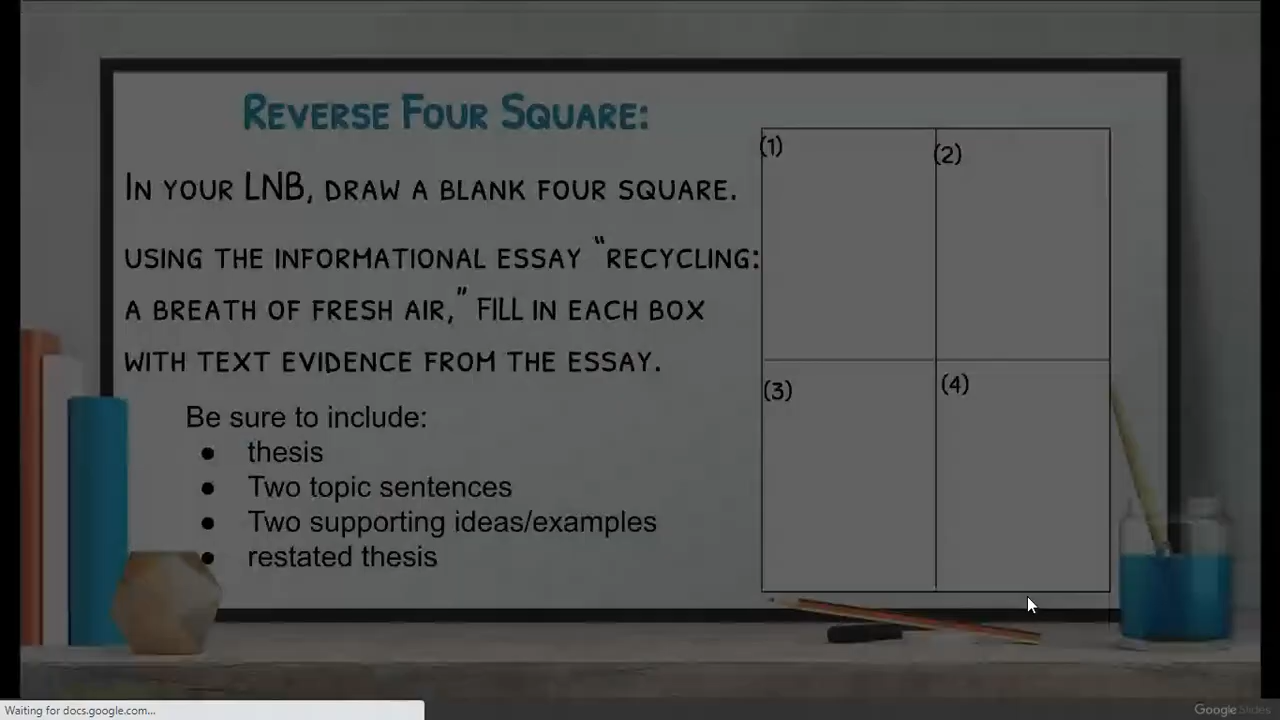 Reverse Four Square:
In your LNB, draw a blank four square.
using the informational essay "recycling:
a breath of fresh air," fill in each box
with text evidence from the essay.
Be sure to include:
● thesis
● Two topic sentences
● Two supporting ideas/examples
● restated thesis
(1)
(2)
(3)
(4)
Waiting for docs.google.com...
Google Slides